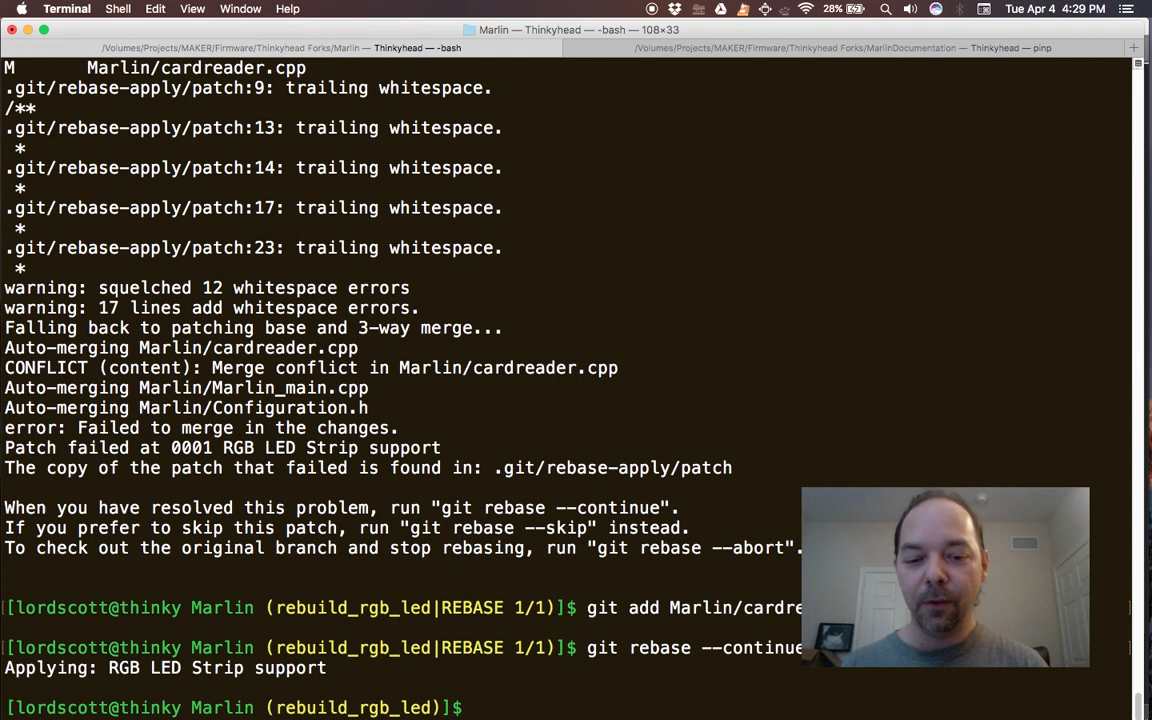 Terminal Shell Edit View Window Help 28% Tue Apr 4 4:29 PM
Marlin — Thinkyhead — -bash — 108×33
/Volumes/Projects/MAKER/Firmware/Thinkyhead Forks/Marlin — Thinkyhead — -bash
/Volumes/Projects/MAKER/Firmware/Thinkyhead Forks/MarlinDocumentation — Thinkyhead — pinp
M Marlin/cardreader.cpp
.git/rebase-apply/patch:9: trailing whitespace.
/**
.git/rebase-apply/patch:13: trailing whitespace.
*
.git/rebase-apply/patch:14: trailing whitespace.
*
.git/rebase-apply/patch:17: trailing whitespace.
*
.git/rebase-apply/patch:23: trailing whitespace.
*
warning: squelched 12 whitespace errors
warning: 17 lines add whitespace errors.
Falling back to patching base and 3-way merge...
Auto-merging Marlin/cardreader.cpp
CONFLICT (content): Merge conflict in Marlin/cardreader.cpp
Auto-merging Marlin/Marlin_main.cpp
Auto-merging Marlin/Configuration.h
error: Failed to merge in the changes.
Patch failed at 0001 RGB LED Strip support
The copy of the patch that failed is found in: .git/rebase-apply/patch
When you have resolved this problem, run "git rebase --continue".
If you prefer to skip this patch, run "git rebase --skip" instead.
To check out the original branch and stop rebasing, run "git rebase --abort".
[lordscott@thinky Marlin (rebuild_rgb_led|REBASE 1/1)]$ git add Marlin/cardre
[lordscott@thinky Marlin (rebuild_rgb_led|REBASE 1/1)]$ git rebase --continue
Applying: RGB LED Strip support
[lordscott@thinky Marlin (rebuild_rgb_led)]$